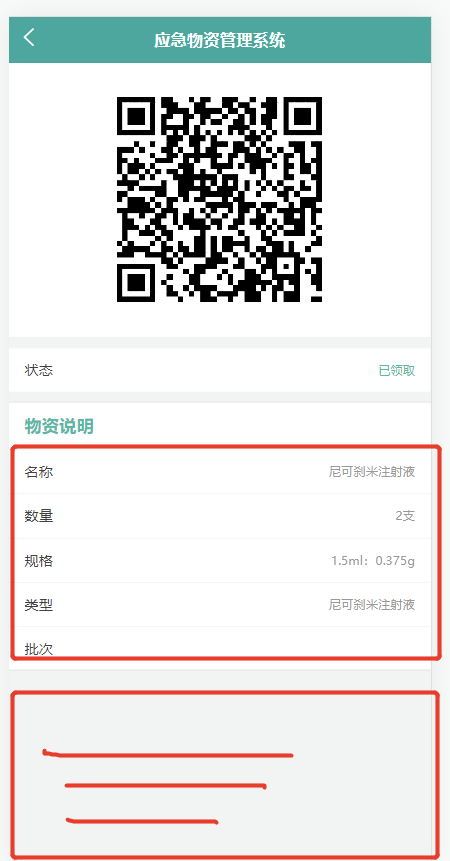 应急物资管理系统
状态 已领取
物资说明
名称 尼可刹米注射液
数量 2支
规格 1.5ml：0.375g
类型 尼可刹米注射液
批次